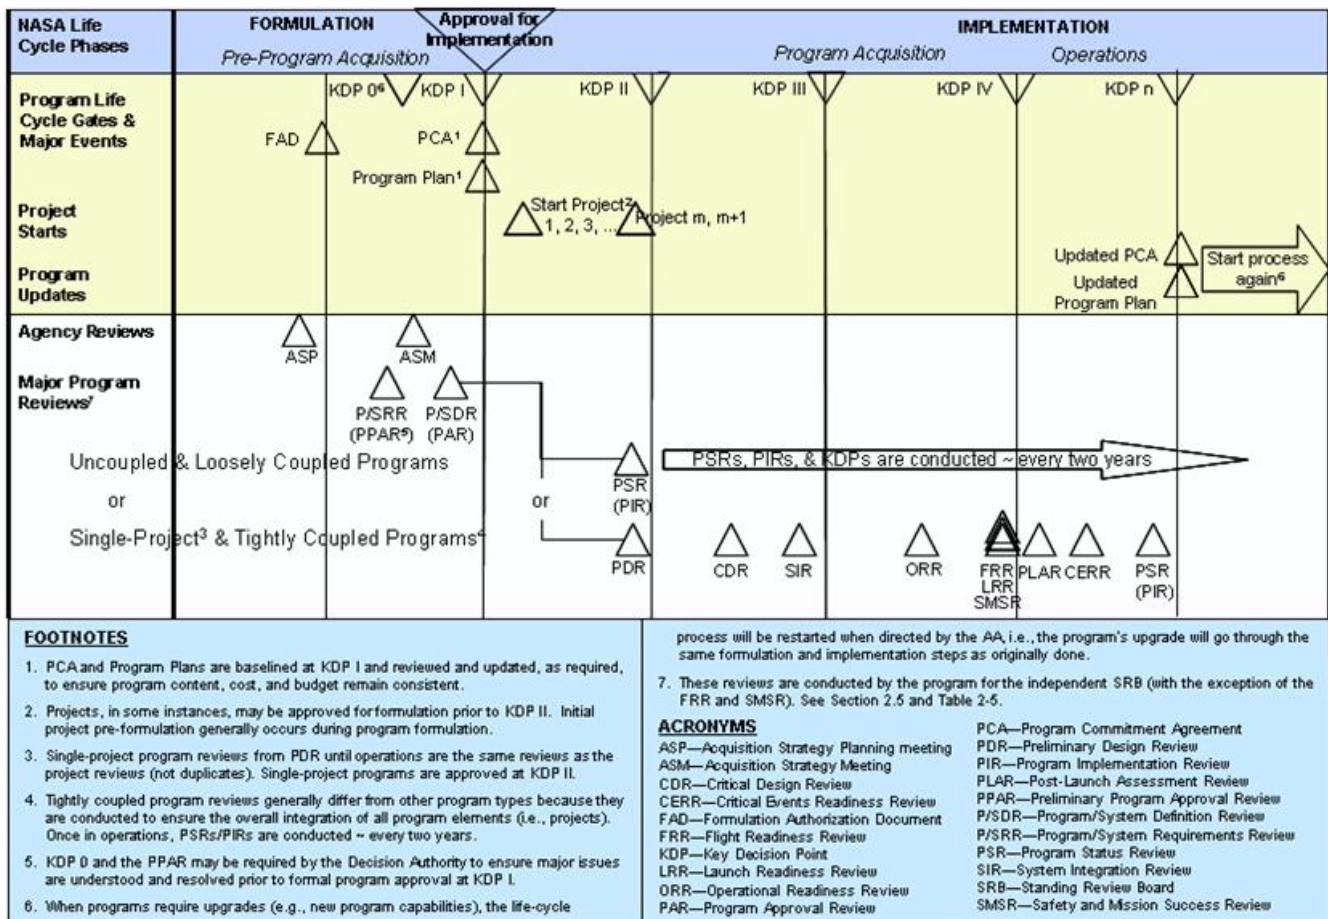 NASA Life
Cycle Phases
FORMULATION
Pre-Program Acquisition
Approval for
Implementation
IMPLEMENTATION
Program Acquisition
Operations
Program Life
Cycle Gates &
Major Events
KDP 0⁶
KDP I
KDP II
KDP III
KDP IV
KDP n
FAD
PCA¹
Program Plan¹
Project
Starts
Start Project²
1, 2, 3, ...
Project m, m+1
Program
Updates
Updated PCA
Updated
Program Plan
Start process
again⁶
Agency Reviews
ASP
ASM
Major Program
Reviews⁷
P/SRR
(PPAR⁵)
P/SDR
(PAR)
Uncoupled & Loosely Coupled Programs
or
Single-Project³ & Tightly Coupled Programs⁴
or
PSR
(PIR)
PSRs, PIRs, & KDPs are conducted ~ every two years
PDR
CDR
SIR
ORR
FRR
LRR
SMSR
PLAR
CERR
PSR
(PIR)
FOOTNOTES
1. PCA and Program Plans are baselined at KDP I and reviewed and updated, as required,
to ensure program content, cost, and budget remain consistent.
2. Projects, in some instances, may be approved for formulation prior to KDP II. Initial
project pre-formulation generally occurs during program formulation.
3. Single-project program reviews from PDR until operations are the same reviews as the
project reviews (not duplicates). Single-project programs are approved at KDP II.
4. Tightly coupled program reviews generally differ from other program types because they
are conducted to ensure the overall integration of all program elements (i.e., projects).
Once in operations, PSRs/PIRs are conducted ~ every two years.
5. KDP 0 and the PPAR may be required by the Decision Authority to ensure major issues
are understood and resolved prior to formal program approval at KDP I.
6. When programs require upgrades (e.g., new program capabilities), the life-cycle
process will be restarted when directed by the AA, i.e., the program's upgrade will go through the
same formulation and implementation steps as originally done.
7. These reviews are conducted by the program for the independent SRB (with the exception of the
FRR and SMSR). See Section 2.5 and Table 2-5.
ACRONYMS
ASP—Acquisition Strategy Planning meeting
ASM—Acquisition Strategy Meeting
CDR—Critical Design Review
CERR—Critical Events Readiness Review
FAD—Formulation Authorization Document
FRR—Flight Readiness Review
KDP—Key Decision Point
LRR—Launch Readiness Review
ORR—Operational Readiness Review
PAR—Program Approval Review
PCA—Program Commitment Agreement
PDR—Preliminary Design Review
PIR—Program Implementation Review
PLAR—Post-Launch Assessment Review
PPAR—Preliminary Program Approval Review
P/SDR—Program/System Definition Review
P/SRR—Program/System Requirements Review
PSR—Program Status Review
SIR—System Integration Review
SRB—Standing Review Board
SMSR—Safety and Mission Success Review